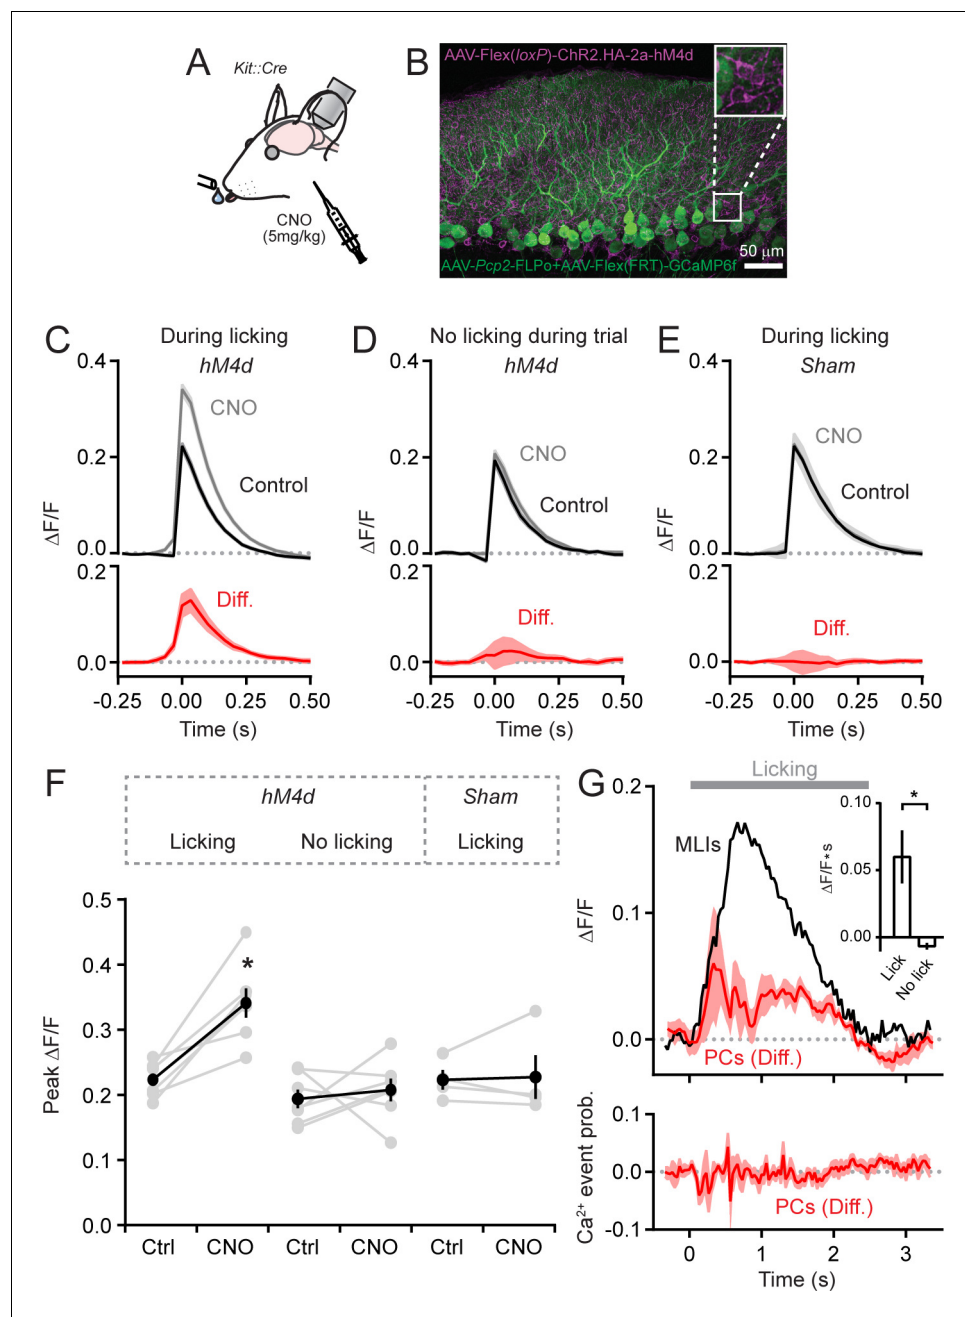 A
Kit::Cre
CNO
(5mg/kg)
B
AAV-Flex(loxP)-ChR2.HA-2a-hM4d
50 µm
AAV-Pcp2-FLPo+AAV-Flex(FRT)-GCaMP6f
C
During licking
hM4d
0.4
CNO
0.2
Control
ΔF/F
0.0
0.2
Diff.
0.0
-0.25 0.00 0.25 0.50
Time (s)
D
No licking during trial
hM4d
0.4
0.2
CNO
Control
ΔF/F
0.0
0.2
Diff.
0.0
-0.25 0.00 0.25 0.50
Time (s)
E
During licking
Sham
0.4
CNO
0.2
Control
ΔF/F
0.0
0.2
Diff.
0.0
-0.25 0.00 0.25 0.50
Time (s)
F
hM4d Sham
Licking No licking Licking
0.5
0.4
*
0.3
Peak ΔF/F
0.2
0.1
0.0
Ctrl CNO Ctrl CNO Ctrl CNO
G
Licking
0.2
MLIs
ΔF/F
0.1
0.0
PCs (Diff.)
*
0.10
ΔF/F*s
0.05
0.00
Lick
No lick
0.1
Ca2+ event prob.
0.0
PCs (Diff.)
-0.1
0 1 2 3
Time (s)